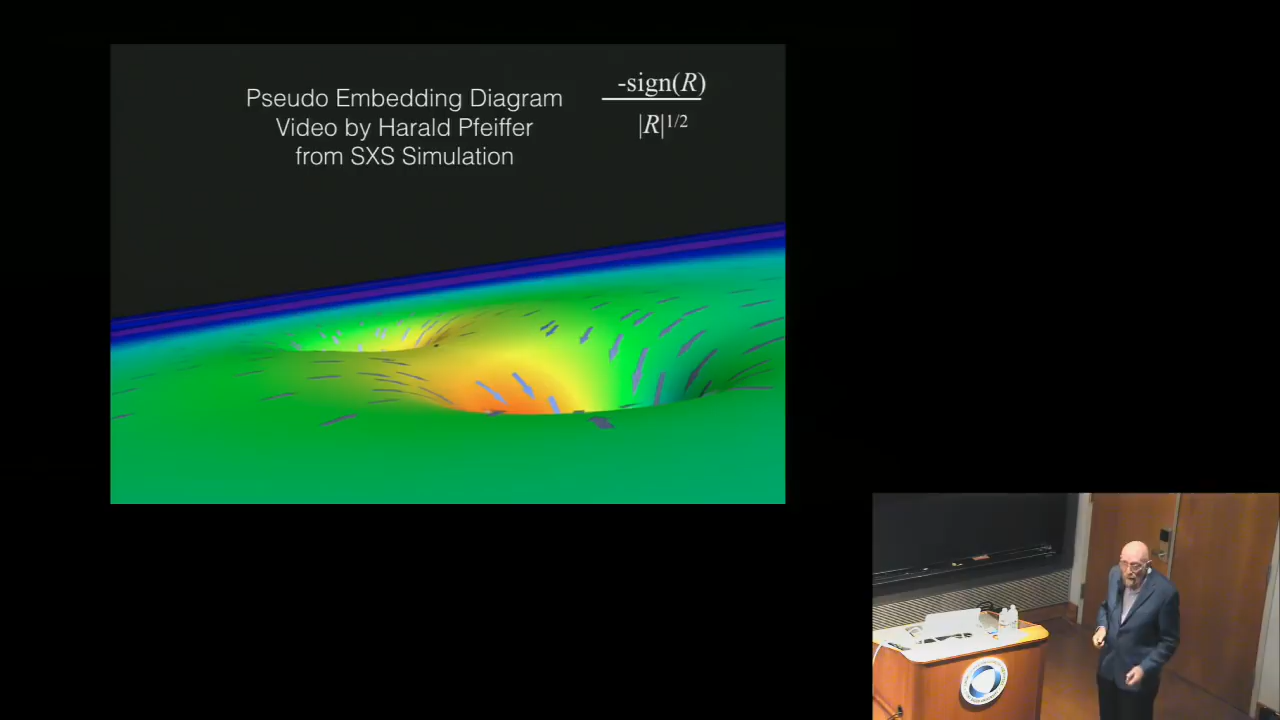 Pseudo Embedding Diagram
Video by Harald Pfeiffer
from SXS Simulation
-sign(R)
|R|1/2